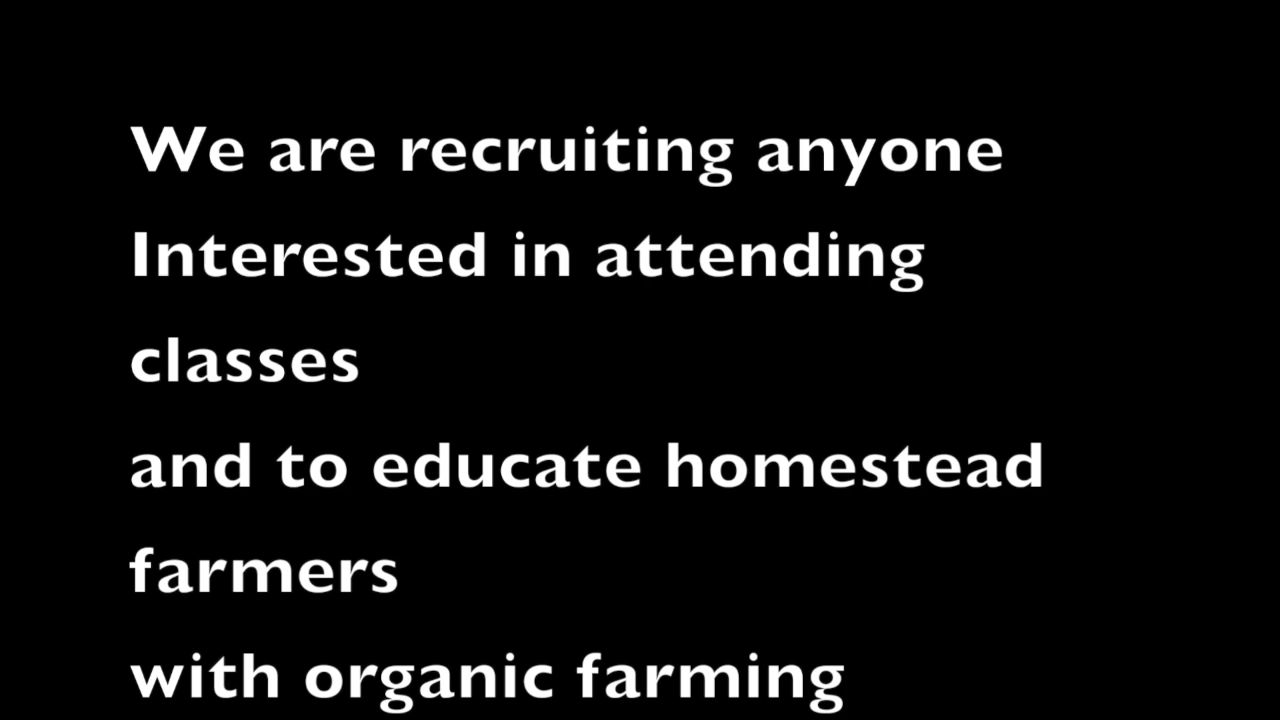 We are recruiting anyone
Interested in attending
classes
and to educate homestead
farmers
with organic farming